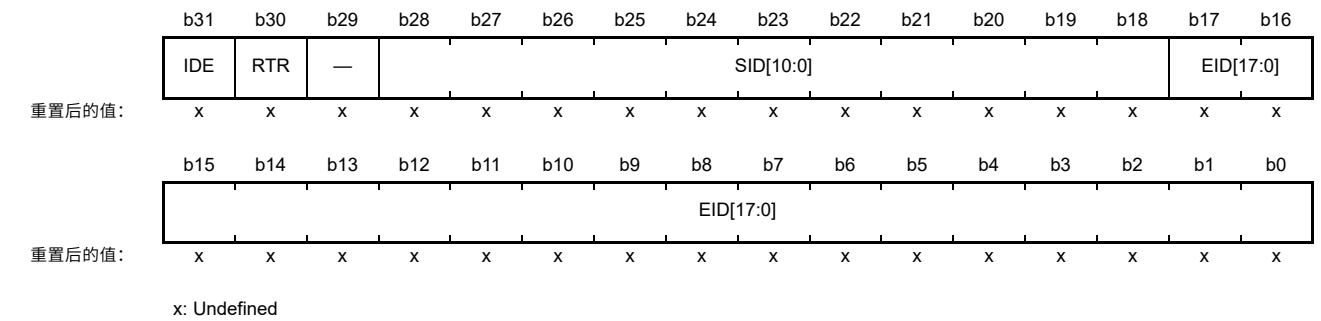 b31 b30 b29 b28 b27 b26 b25 b24 b23 b22 b21 b20 b19 b18 b17 b16
IDE RTR — SID[10:0] EID[17:0]
重置后的值： x x x x x x x x x x x x x x x x
b15 b14 b13 b12 b11 b10 b9 b8 b7 b6 b5 b4 b3 b2 b1 b0
EID[17:0]
重置后的值： x x x x x x x x x x x x x x x x
x: Undefined